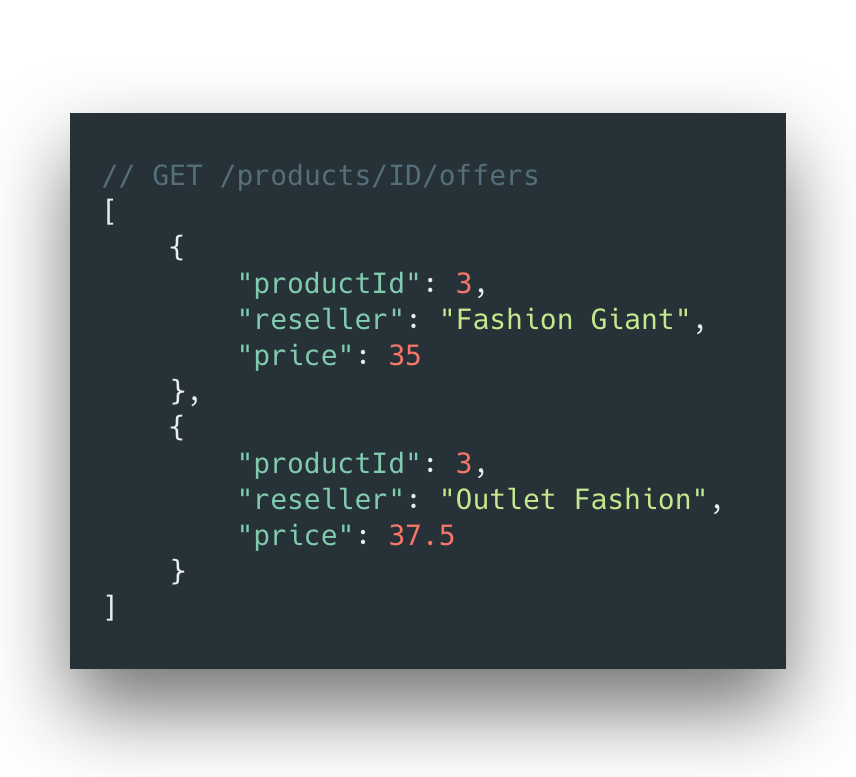 // GET /products/ID/offers
[
    {
        "productId": 3,
        "reseller": "Fashion Giant",
        "price": 35
    },
    {
        "productId": 3,
        "reseller": "Outlet Fashion",
        "price": 37.5
    }
]